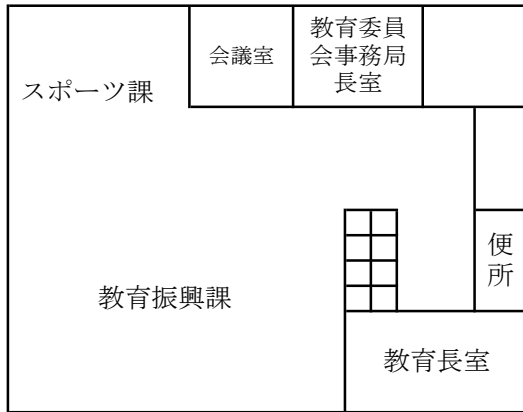 会議室
教育委員
会事務局
長室
スポーツ課
便
所
教育振興課
教育長室